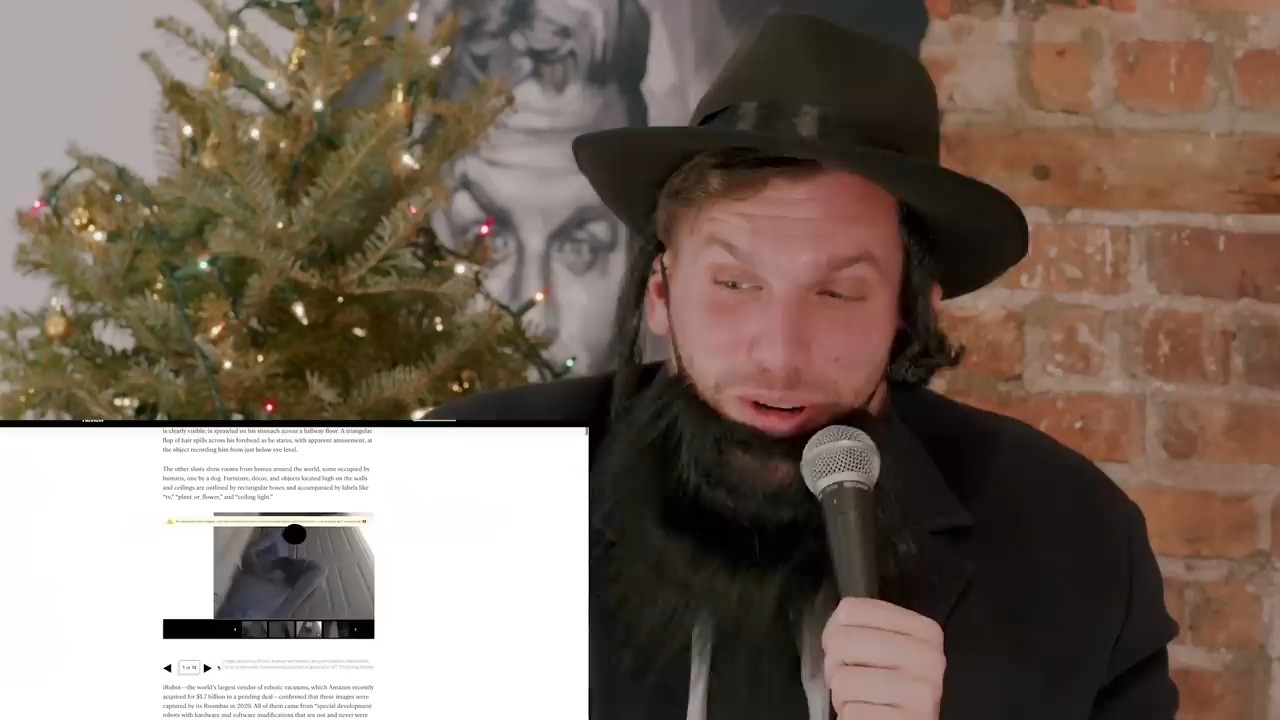 Review
is clearly visible, is sprawled on his stomach across a hallway floor. A triangular
flap of hair spills across his forehead as he stares, with apparent amusement, at
the object recording him from just below eye level.
The other shots show rooms from homes around the world, some occupied by
humans, one by a dog. Furniture, décor, and objects located high on the walls
and ceilings are outlined by rectangular boxes and accompanied by labels like
“tv,” “plant_or_flower,” and “ceiling light.”
1 of 14
iRobot—the world’s largest vendor of robotic vacuums, which Amazon recently
acquired for $1.7 billion in a pending deal—confirmed that these images were
captured by its Roombas in 2020. All of them came from “special development
robots with hardware and software modifications that are not and never were